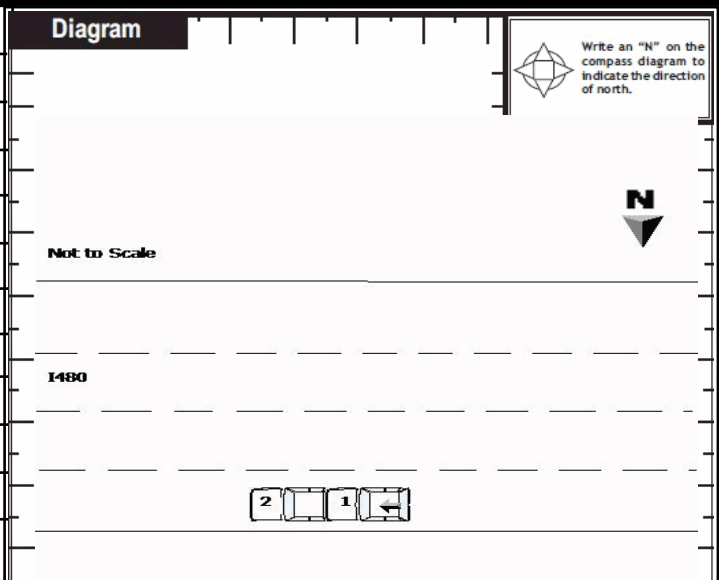 Diagram
Write an “N” on the
compass diagram to
indicate the direction
of north.
N
Not to Scale
I480
2 1